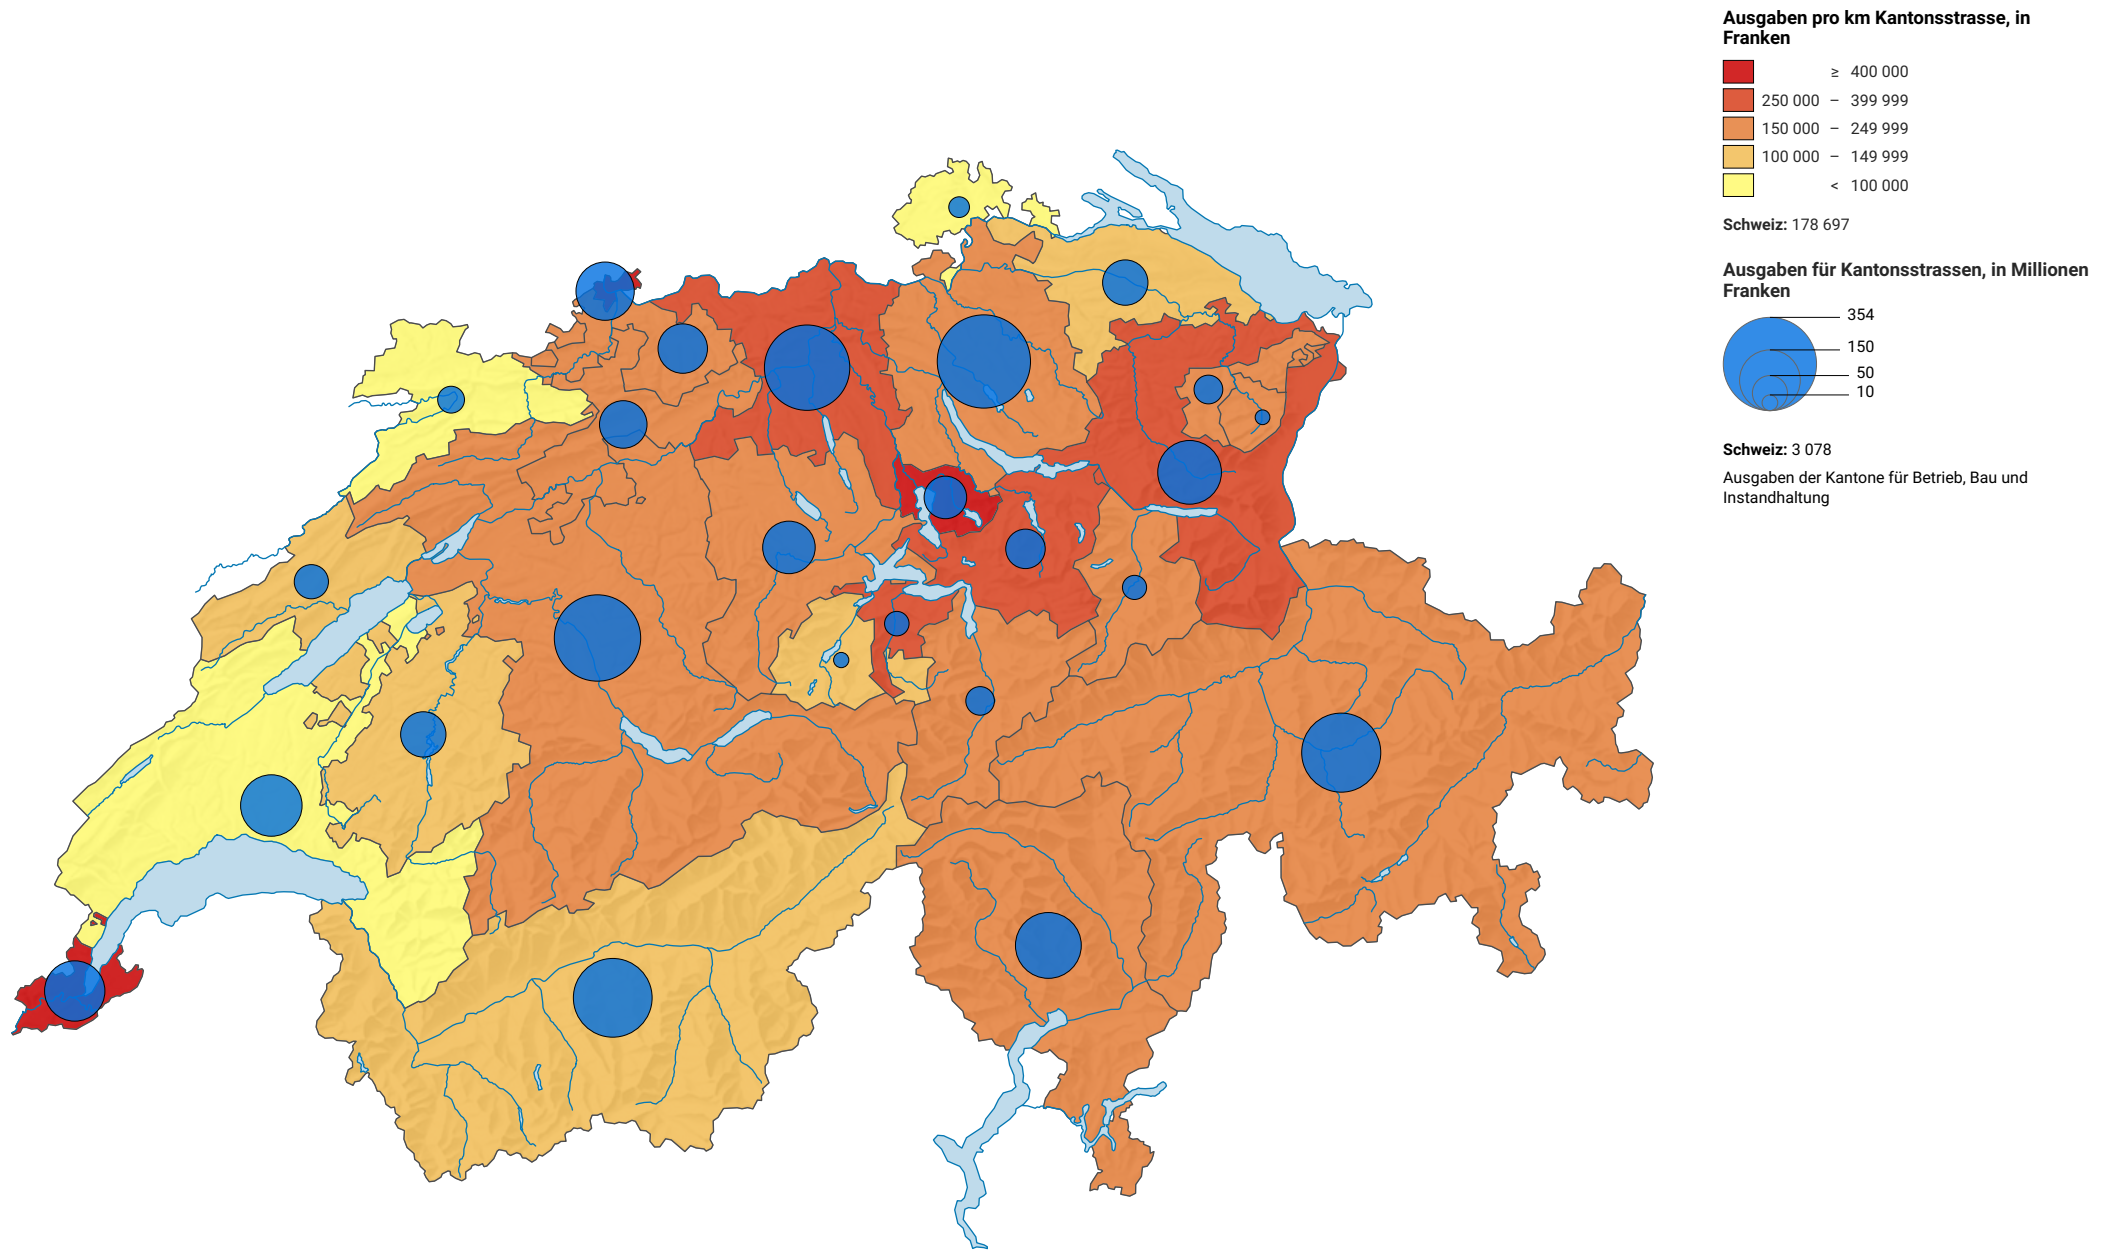 Ausgaben pro km Kantonsstrasse, in
Franken
≥ 400 000
250 000 – 399 999
150 000 – 249 999
100 000 – 149 999
< 100 000
Schweiz: 178 697
Ausgaben für Kantonsstrassen, in Millionen
Franken
354
150
50
10
Schweiz: 3 078
Ausgaben der Kantone für Betrieb, Bau und
Instandhaltung